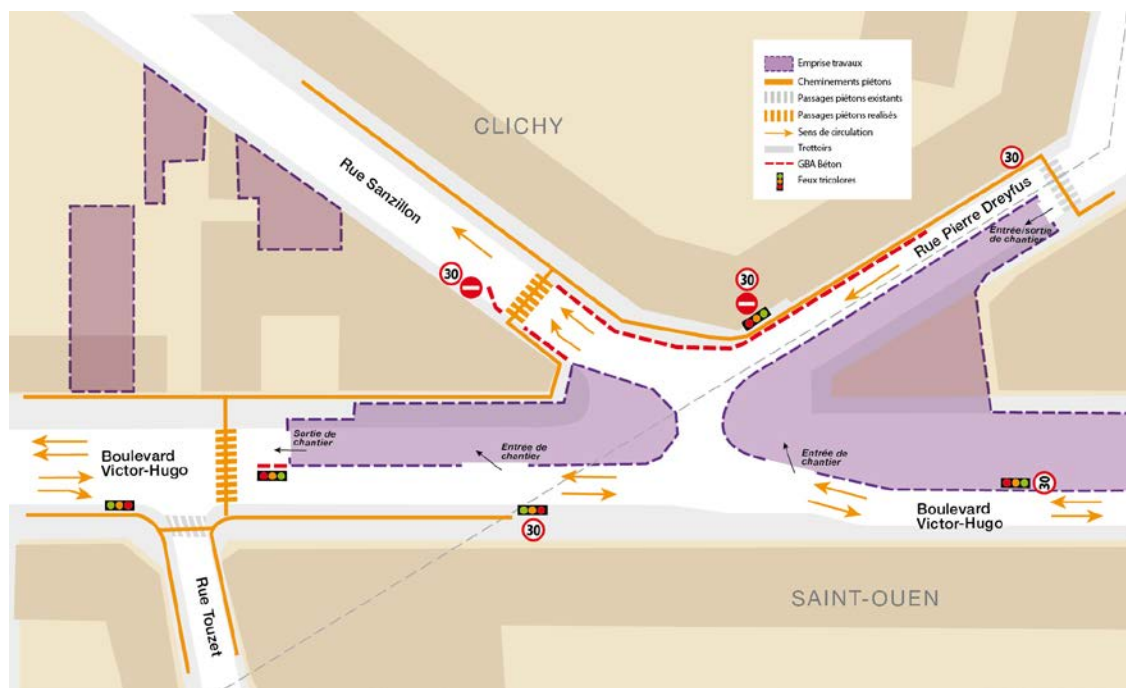 CLICHY
Emprise travaux
Cheminements piétons
Passages piétons existants
Passages piétons realisés
Sens de circulation
Trottoirs
GBA Béton
Feux tricolores
30
Rue Sanzillon
Rue Pierre Dreyfus
Entrée/sortie
de chantier
30
30
Sortie de
chantier
Entrée de
chantier
Entrée de
chantier
Boulevard
Victor-Hugo
30
Boulevard
Victor-Hugo
30
Rue Touzet
SAINT-OUEN